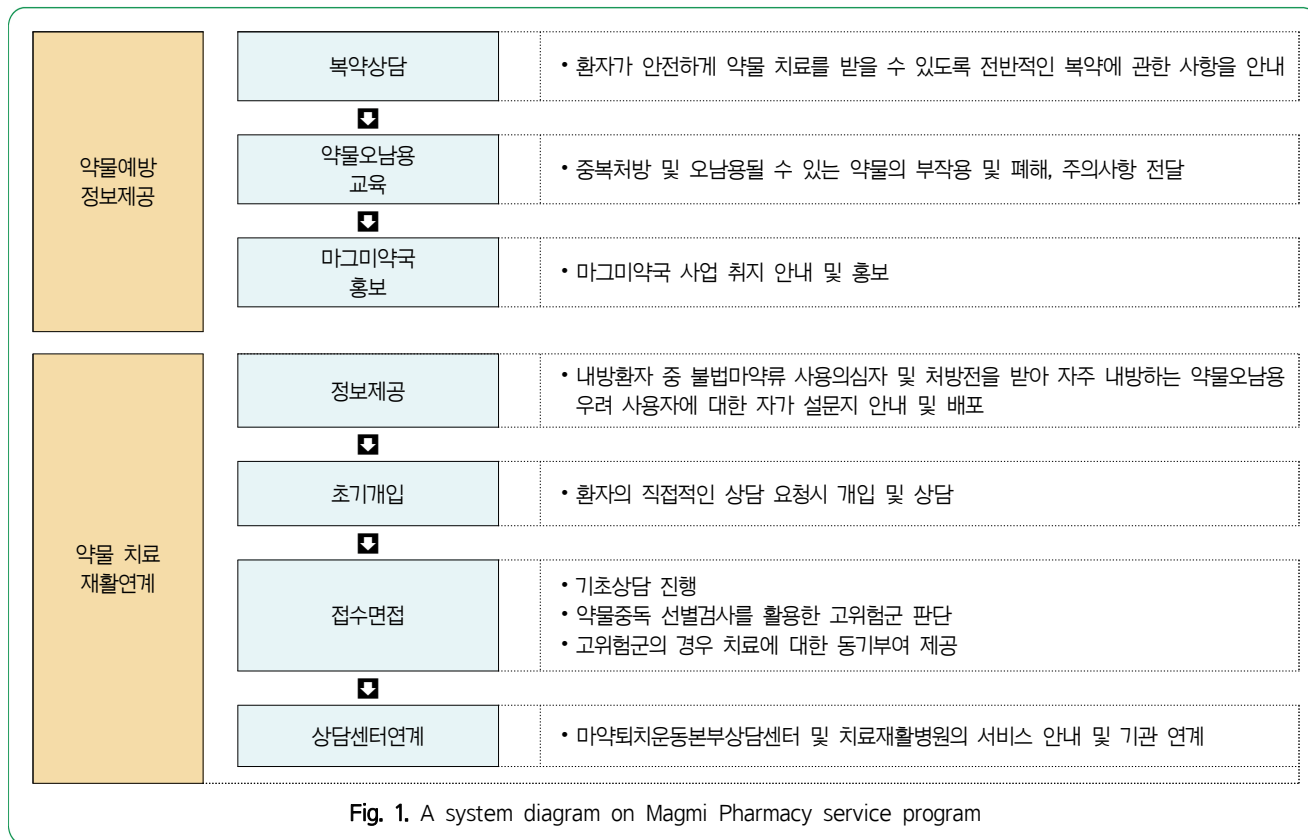 약물예방
정보제공
복약상담
• 환자가 안전하게 약물 치료를 받을 수 있도록 전반적인 복약에 관한 사항을 안내
약물오남용
교육
• 중복처방 및 오남용될 수 있는 약물의 부작용 및 폐해, 주의사항 전달
마그미약국
홍보
• 마그미약국 사업 취지 안내 및 홍보
약물 치료
재활연계
정보제공
• 내방환자 중 불법마약류 사용의심자 및 처방전을 받아 자주 내방하는 약물오남용
우려 사용자에 대한 자가 설문지 안내 및 배포
초기개입
• 환자의 직접적인 상담 요청시 개입 및 상담
접수면접
• 기초상담 진행
• 약물중독 선별검사를 활용한 고위험군 판단
• 고위험군의 경우 치료에 대한 동기부여 제공
상담센터연계
• 마약퇴치운동본부상담센터 및 치료재활병원의 서비스 안내 및 기관 연계
Fig. 1. A system diagram on Magmi Pharmacy service program